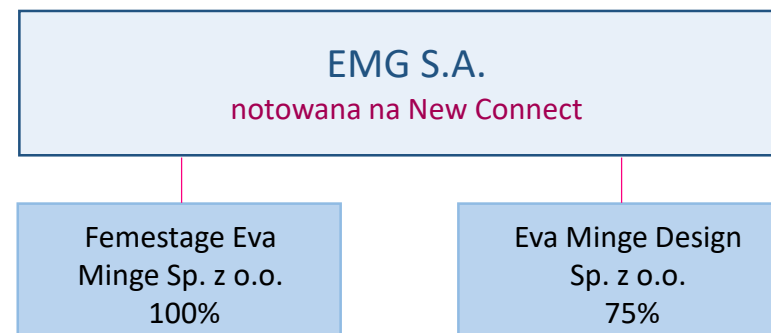 EMG S.A.
notowana na New Connect
Femestage Eva
Minge Sp. z o.o.
100%
Eva Minge Design
Sp. z o.o.
75%